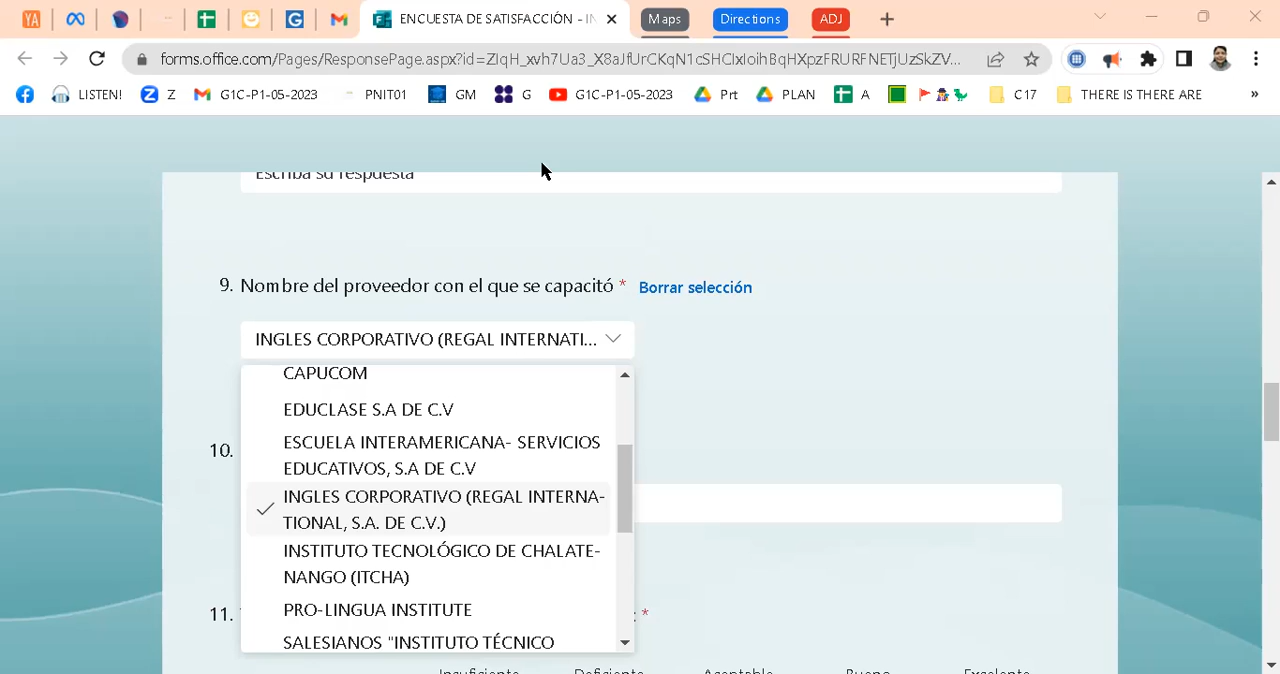 YA
ENCUESTA DE SATISFACCIÓN - IN
Maps
Directions
ADJ
forms.office.com/Pages/ResponsePage.aspx?id=ZIqH_xvh7Ua3_X8aJfUrCKqN1cSHCIxIoihBqHXpzFRURFNETjUzSkZV...
LISTEN!
Z
G1C-P1-05-2023
PNIT01
GM
G
G1C-P1-05-2023
Prt
PLAN
A
C17
THERE IS THERE ARE
»
Escriba su respuesta
9. Nombre del proveedor con el que se capacitó * Borrar selección
INGLES CORPORATIVO (REGAL INTERNATI...
CAPUCOM
EDUCLASE S.A DE C.V
10.
ESCUELA INTERAMERICANA- SERVICIOS
EDUCATIVOS, S.A DE C.V
INGLES CORPORATIVO (REGAL INTERNA-
TIONAL, S.A. DE C.V.)
INSTITUTO TECNOLÓGICO DE CHALATE-
NANGO (ITCHA)
11.
PRO-LINGUA INSTITUTE
: *
SALESIANOS "INSTITUTO TÉCNICO
Insuficiente Deficiente Aceptable Bueno Excelente